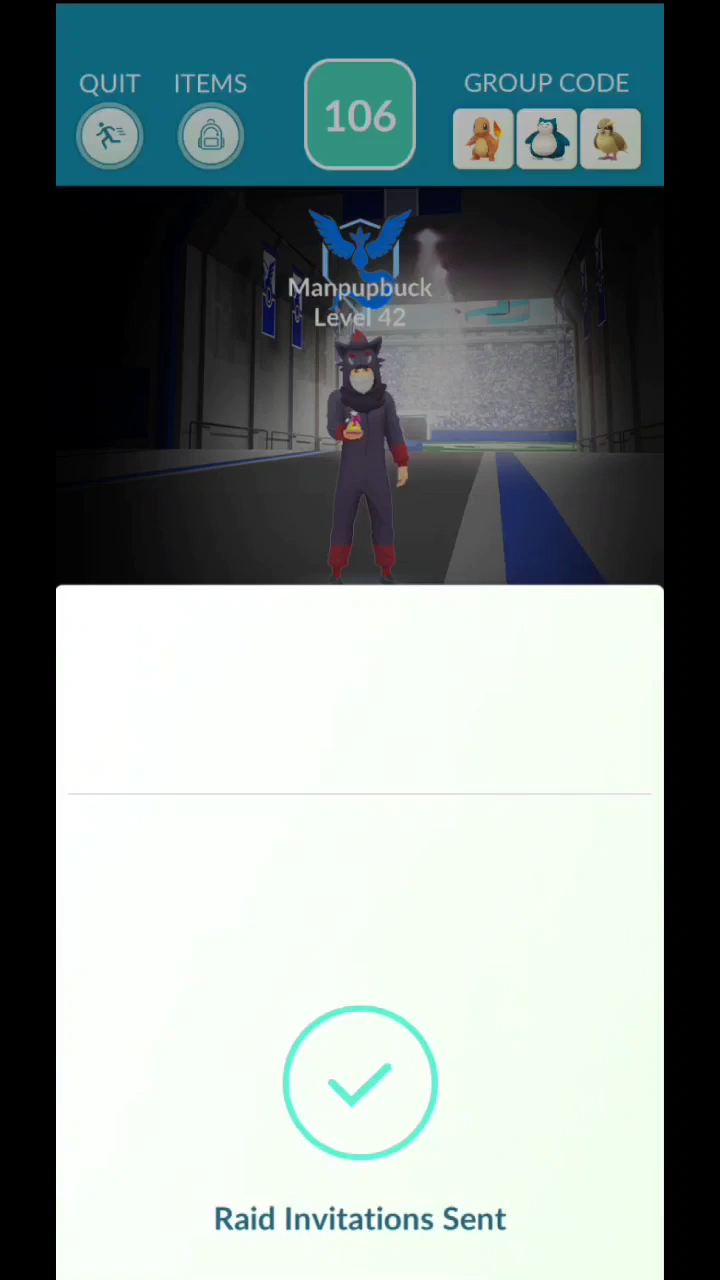 QUIT
ITEMS
106
GROUP CODE
Manpupbuck
Level 42
Raid Invitations Sent